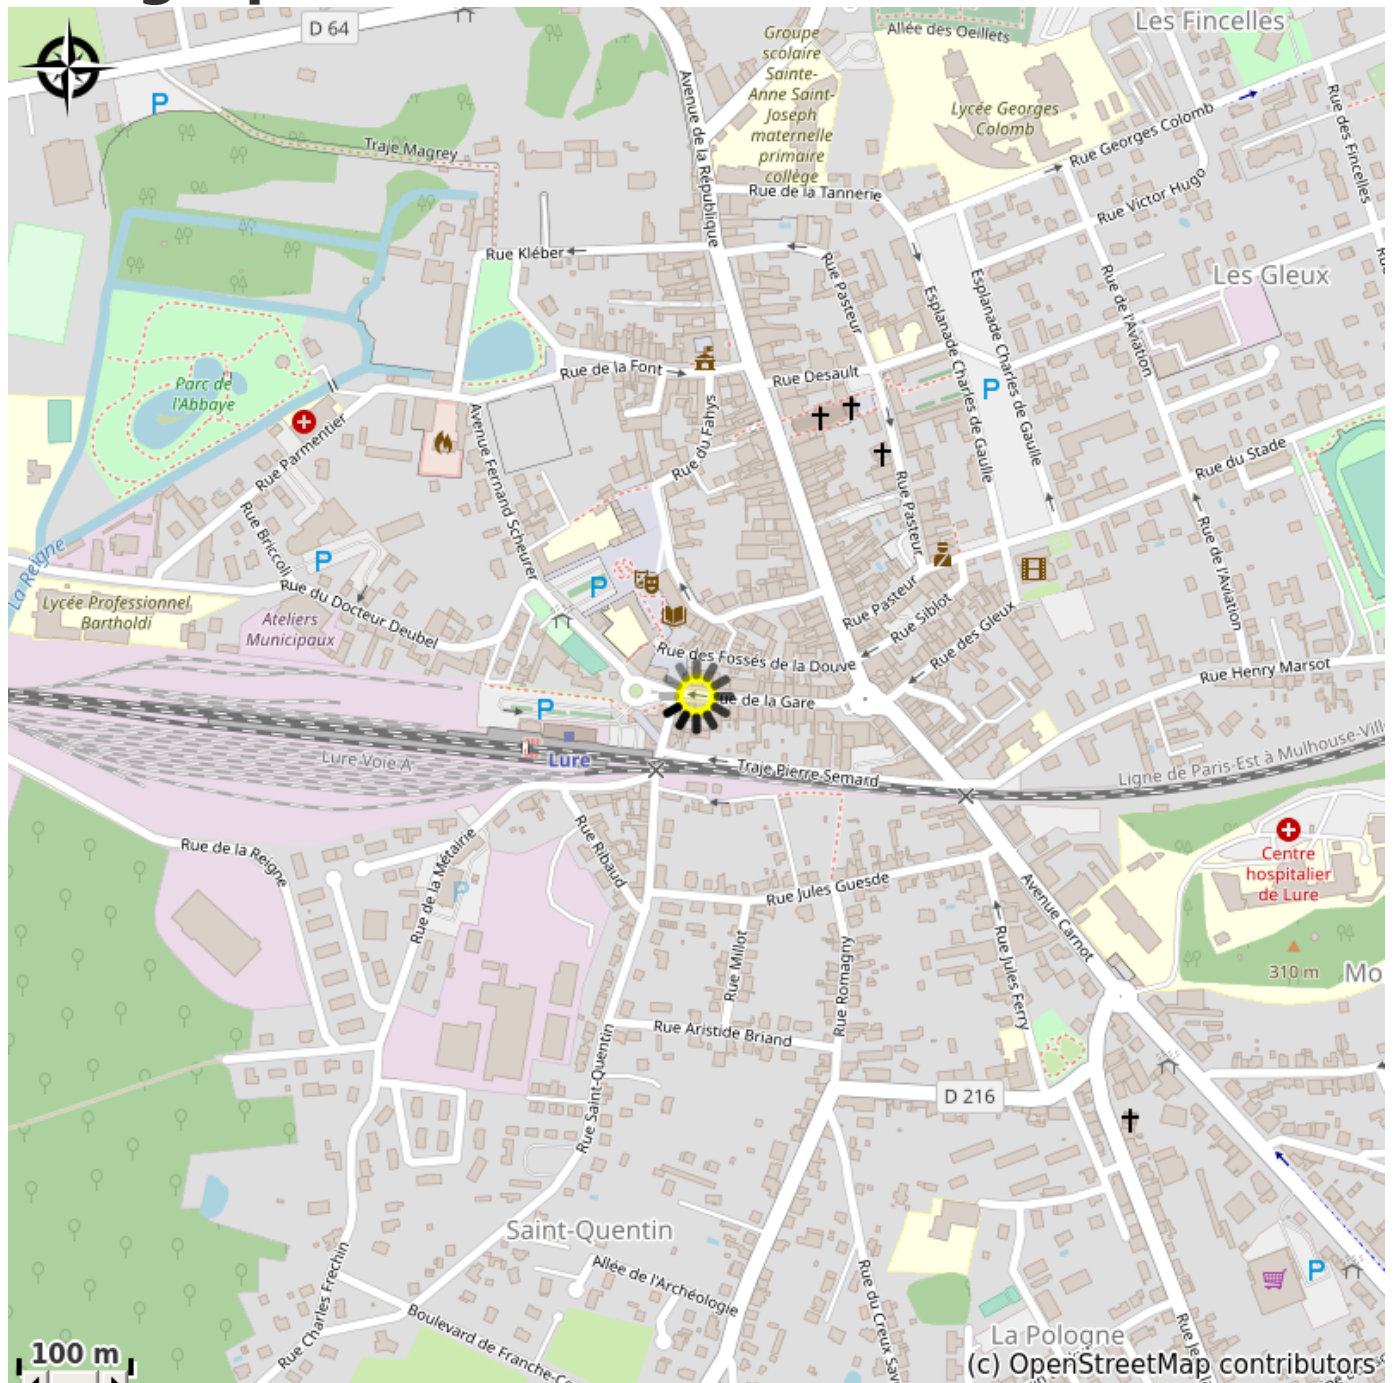 D 64
Les Fincelles
Allée des Oeillets
Groupe
scolaire
Sainte-
Anne Saint-
Joseph
maternelle
primaire
collège
Lycée Georges
Colomb
Rue Georges Colomb
Rue des Fincelles
P
Traje Magrey
Avenue de la République
Rue de la Tannerie
Rue Victor Hugo
Rue Kléber
Rue Pasteur
Esplanade Charles de Gaulle
Esplanade Charles de Gaulle
Rue de l'Aviation
Les Gleux
Parc de
l'Abbaye
Rue de la Font
Rue Desault
P
Rue du Fahys
Rue Parmentier
Avenue Fernand Scheurer
Rue Pasteur
Rue du Stade
Rue de l'Aviation
La Reigne
Rue Briccoli
P
P
Rue du Docteur Deubel
Lycée Professionnel
Bartholdi
Ateliers
Municipaux
Rue Pasteur
Rue Siblot
Rue des Gleux
Rue des Fossés de la Douve
Rue Henry Marsot
ue de la Gare
P
Lure
Lure-Voie A
Traje Pierre Semard
Ligne de Paris-Est à Mulhouse-Ville
Rue de la Reigne
Rue de la Métairie
P
Rue Ribaud
Rue Jules Guesde
Avenue Carnot
Centre
hospitalier
de Lure
310 m
Mo
Rue Millot
Rue Romagny
Rue Jules Ferry
Rue Aristide Briand
Rue Saint-Quentin
D 216
Saint-Quentin
Allée de l'Archéologie
Rue Charles Frechin
Boulevard de Franche-Co
Rue du Creux Sav
P
La Pologne
Rue Je
100 m
(c) OpenStreetMap contributors